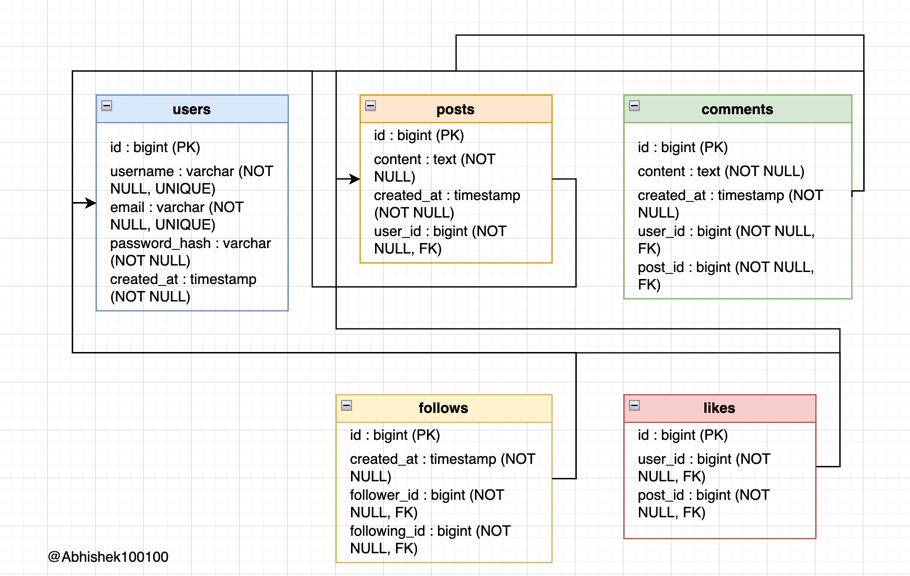 users
id : bigint (PK)
username : varchar (NOT
NULL, UNIQUE)
email : varchar (NOT
NULL, UNIQUE)
password_hash : varchar
(NOT NULL)
created_at : timestamp
(NOT NULL)
posts
id : bigint (PK)
content : text (NOT
NULL)
created_at : timestamp
(NOT NULL)
user_id : bigint (NOT
NULL, FK)
comments
id : bigint (PK)
content : text (NOT NULL)
created_at : timestamp (NOT
NULL)
user_id : bigint (NOT NULL,
FK)
post_id : bigint (NOT NULL,
FK)
follows
id : bigint (PK)
created_at : timestamp (NOT
NULL)
follower_id : bigint (NOT
NULL, FK)
following_id : bigint (NOT
NULL, FK)
likes
id : bigint (PK)
user_id : bigint (NOT
NULL, FK)
post_id : bigint (NOT
NULL, FK)
@Abhishek100100